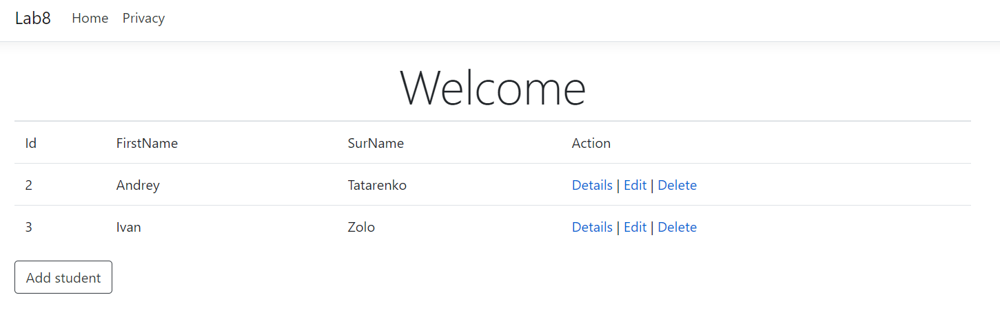 Lab8 Home Privacy
Welcome
Id FirstName SurName Action
2 Andrey Tatarenko Details | Edit | Delete
3 Ivan Zolo Details | Edit | Delete
Add student